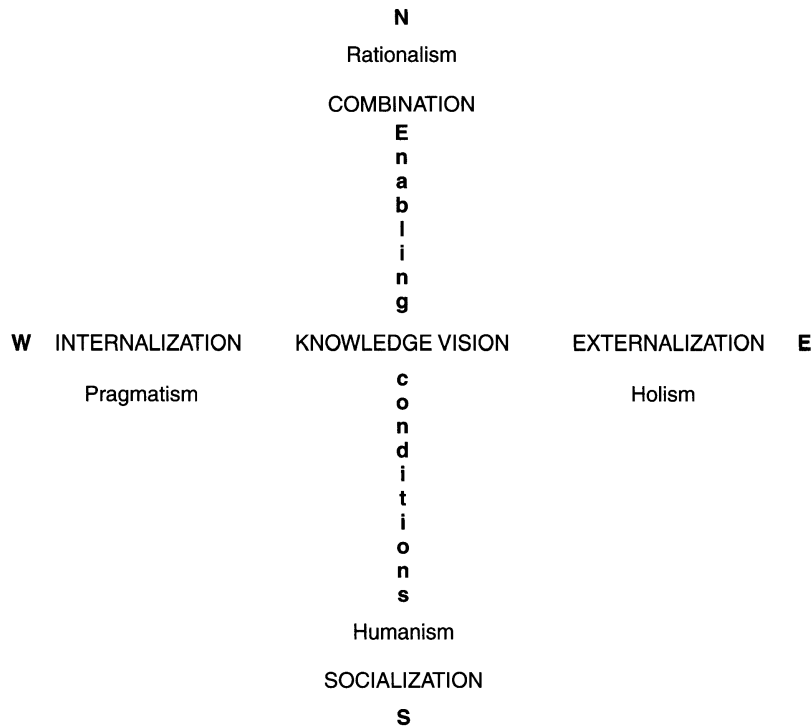 N
Rationalism
COMBINATION
E
n
a
b
l
i
n
g
W INTERNALIZATION KNOWLEDGE VISION EXTERNALIZATION E
c
o
n
d
i
t
i
o
n
s
Pragmatism Holism
Humanism
SOCIALIZATION
S